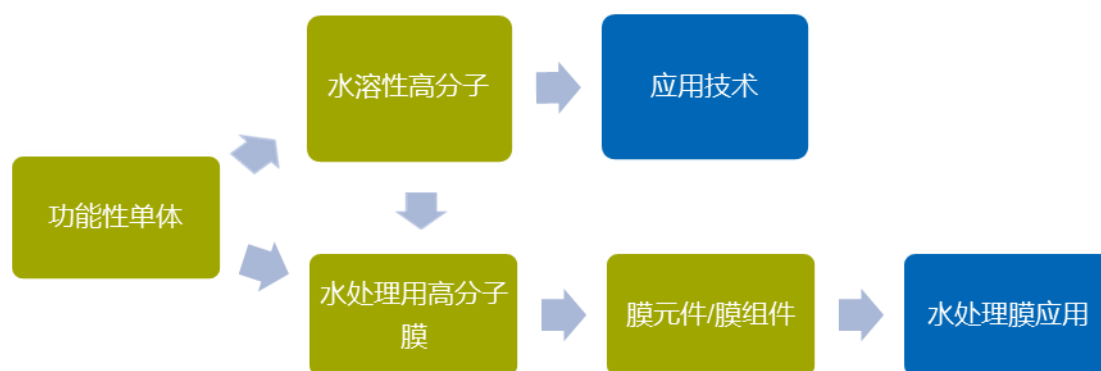 水溶性高分子
应用技术
功能性单体
水处理用高分子
膜
膜元件/膜组件
水处理膜应用